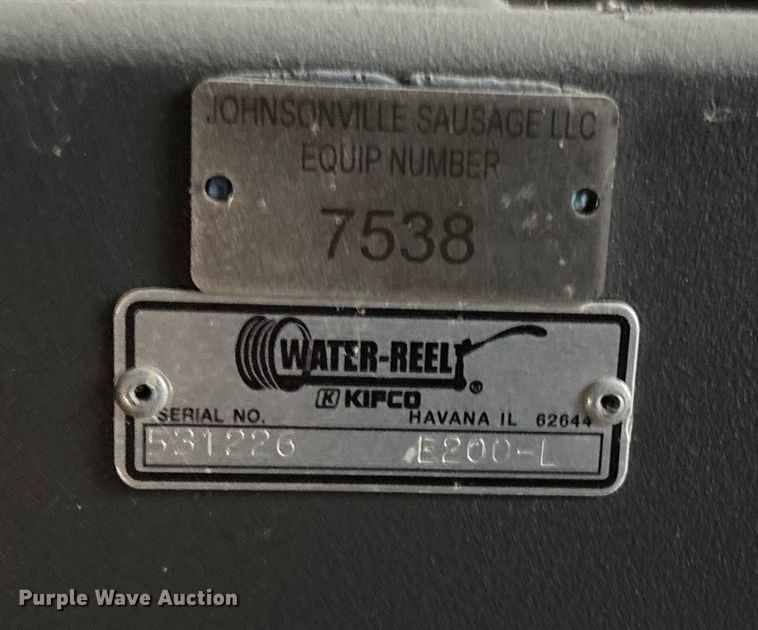 JOHNSONVILLE SAUSAGE LLC
EQUIP NUMBER
7538
WATER-REEL
®
K KIFCO
SERIAL NO. HAVANA IL 62644
531226 E200-L
Purple Wave Auction